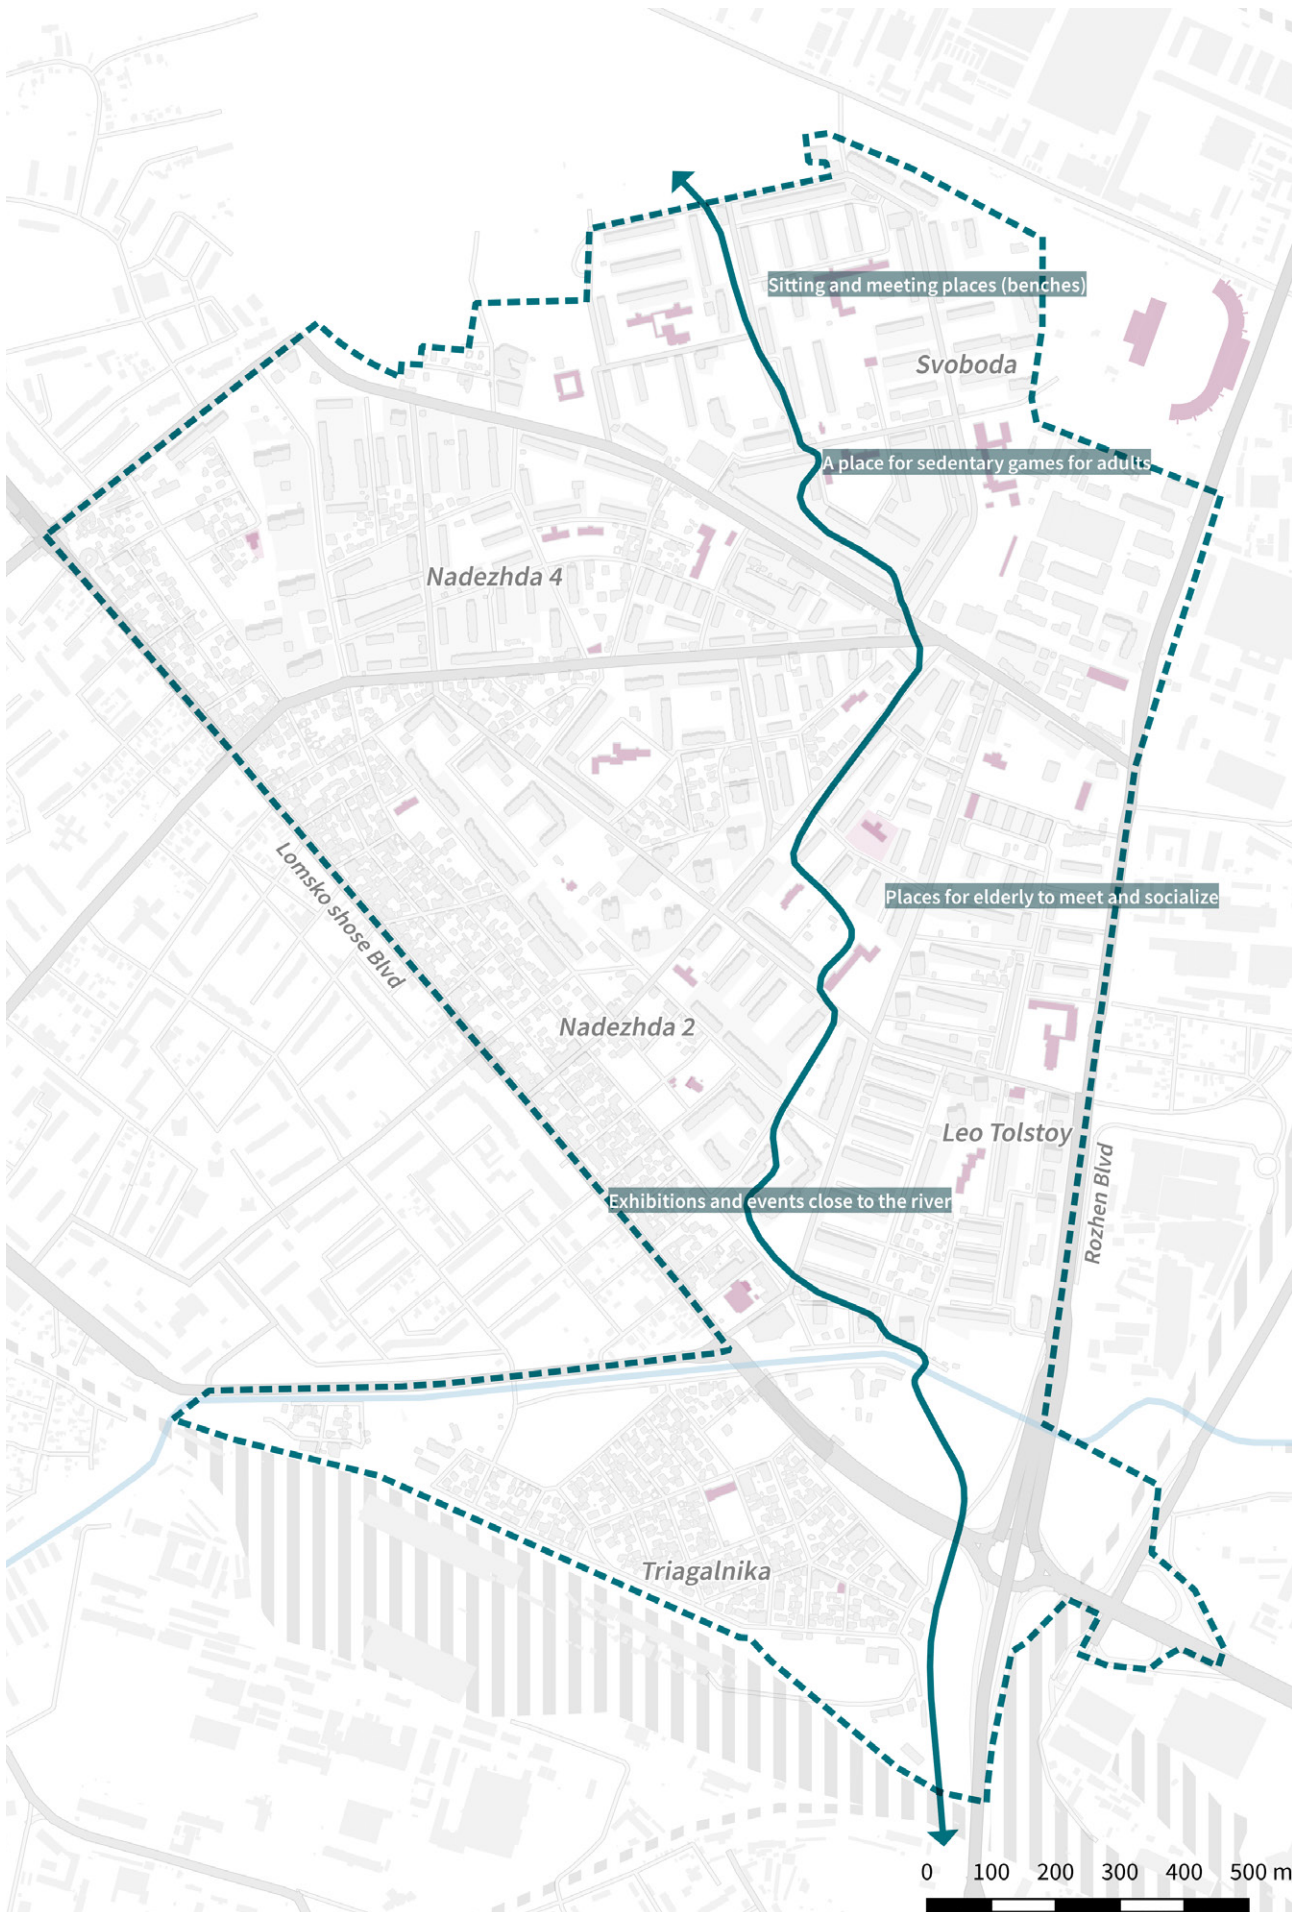 Sitting and meeting places (benches)
Svoboda
A place for sedentary games for adults
Nadezhda 4
Lomsko shose Blvd
Places for elderly to meet and socialize
Nadezhda 2
Leo Tolstoy
Rozhen Blvd
Exhibitions and events close to the river
Triagalnika
0 100 200 300 400 500 m